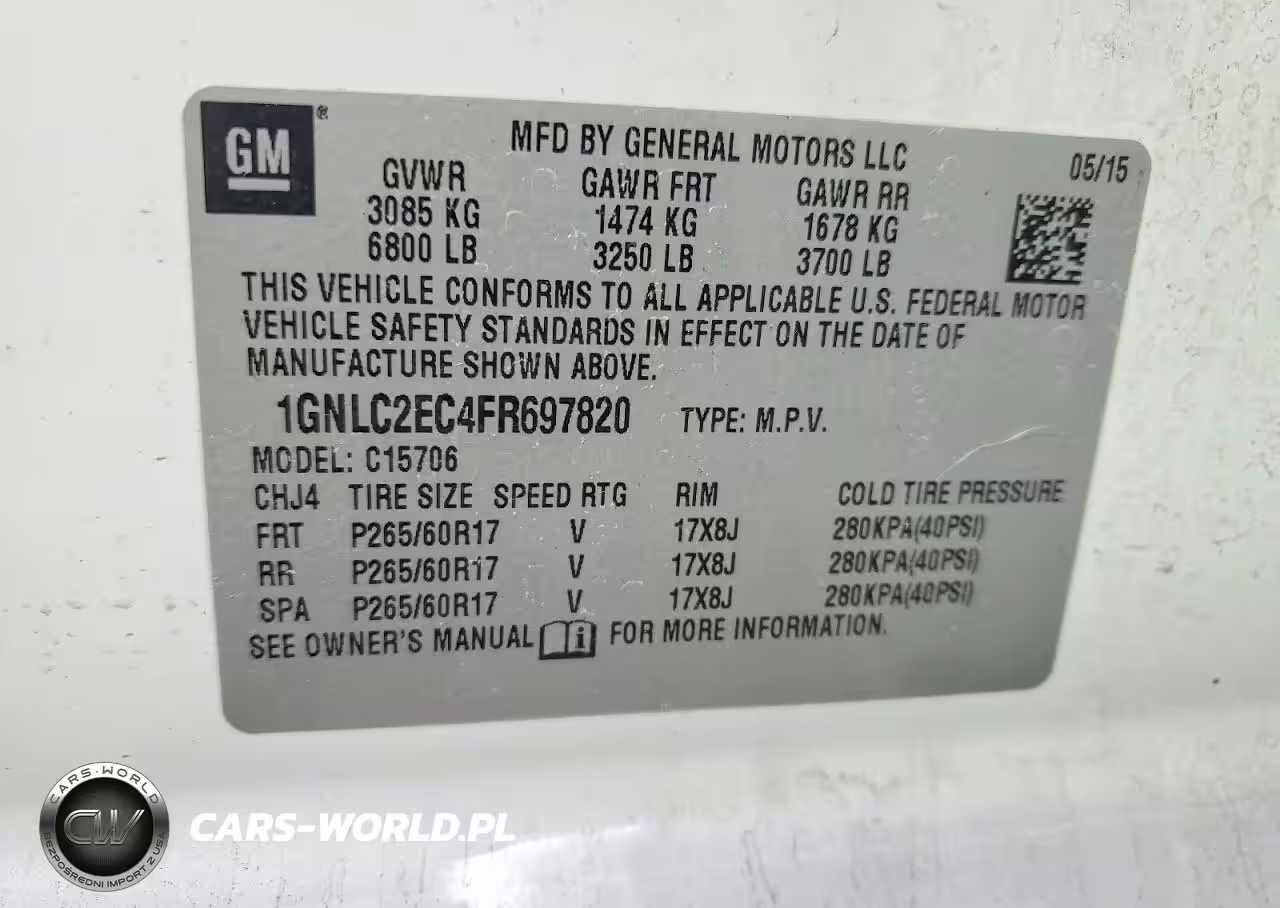 GM ®
MFD BY GENERAL MOTORS LLC
05/15
GVWR GAWR FRT GAWR RR
3085 KG 1474 KG 1678 KG
6800 LB 3250 LB 3700 LB
THIS VEHICLE CONFORMS TO ALL APPLICABLE U.S. FEDERAL MOTOR
VEHICLE SAFETY STANDARDS IN EFFECT ON THE DATE OF
MANUFACTURE SHOWN ABOVE.
1GNLC2EC4FR697820 TYPE: M.P.V.
MODEL: C15706
CHJ4 TIRE SIZE SPEED RTG RIM COLD TIRE PRESSURE
FRT P265/60R17 V 17X8J 280KPA(40PSI)
RR P265/60R17 V 17X8J 280KPA(40PSI)
SPA P265/60R17 V 17X8J 280KPA(40PSI)
SEE OWNER'S MANUAL i FOR MORE INFORMATION.
CARS-WORLD
CW
BEZPOŚREDNI IMPORT Z USA
CARS-WORLD.PL